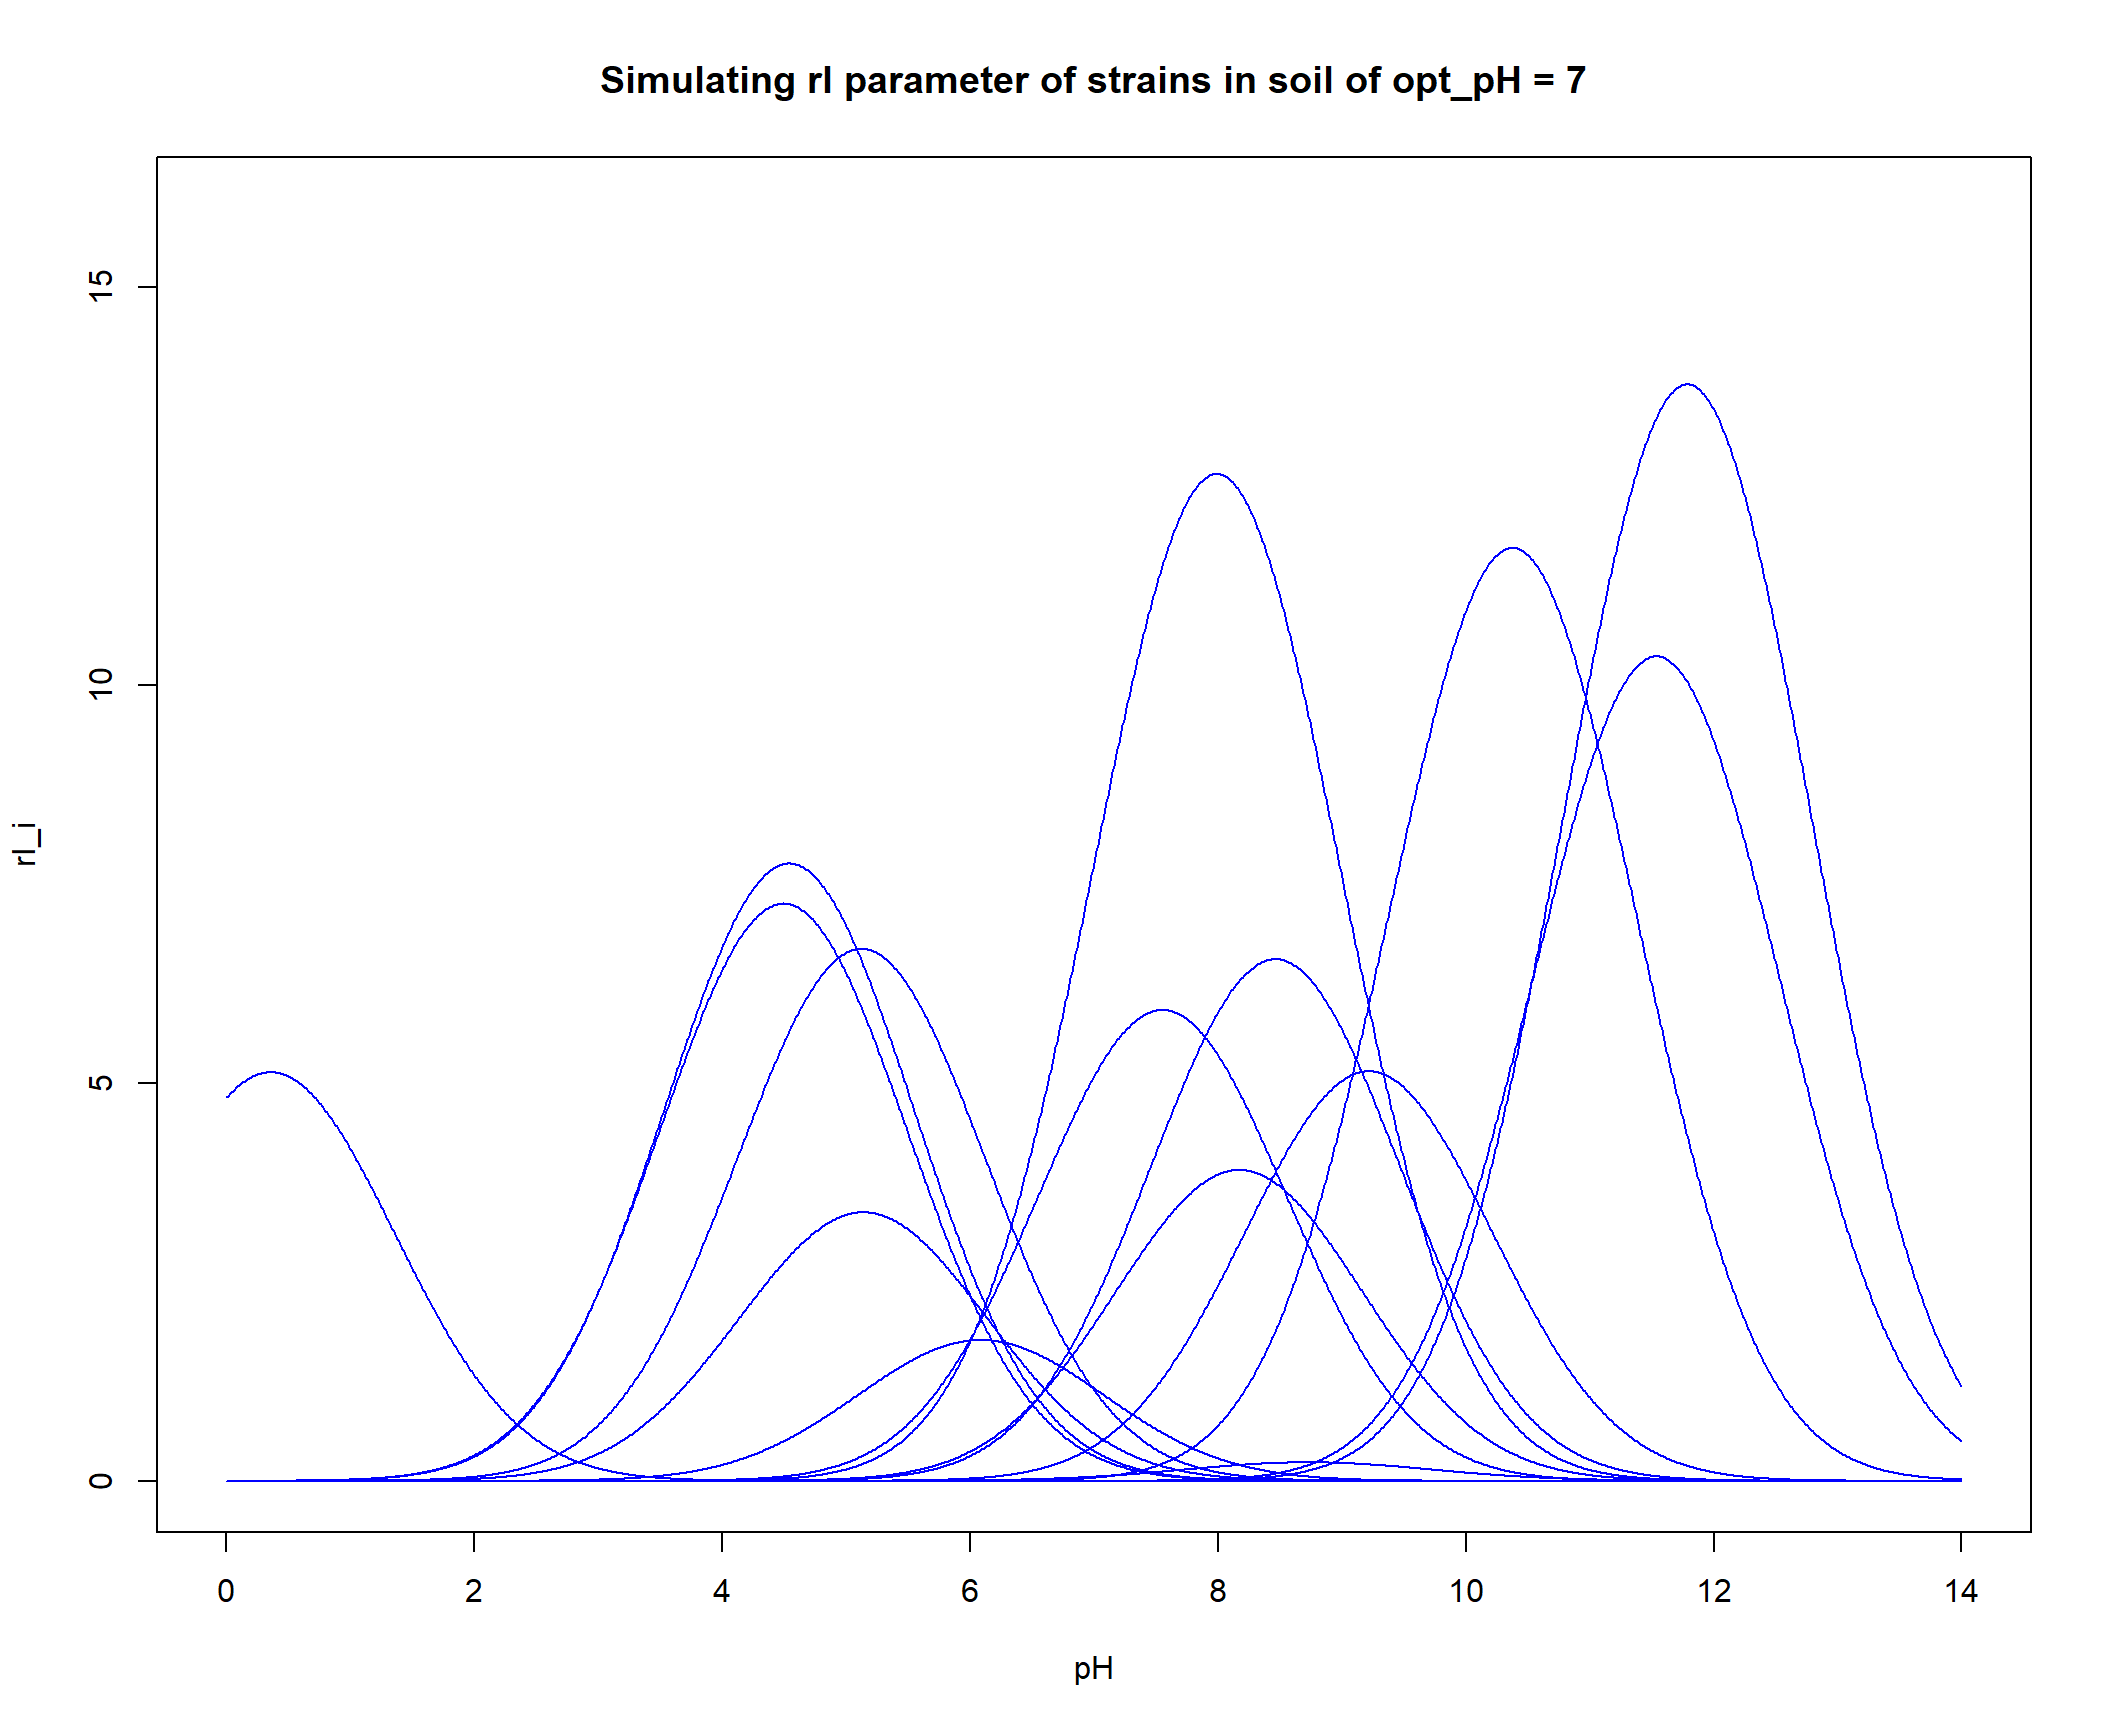 Simulating rl parameter of strains in soil of opt_pH = 7
15
10
5
0
rl_i
0 2 4 6 8 10 12 14
pH